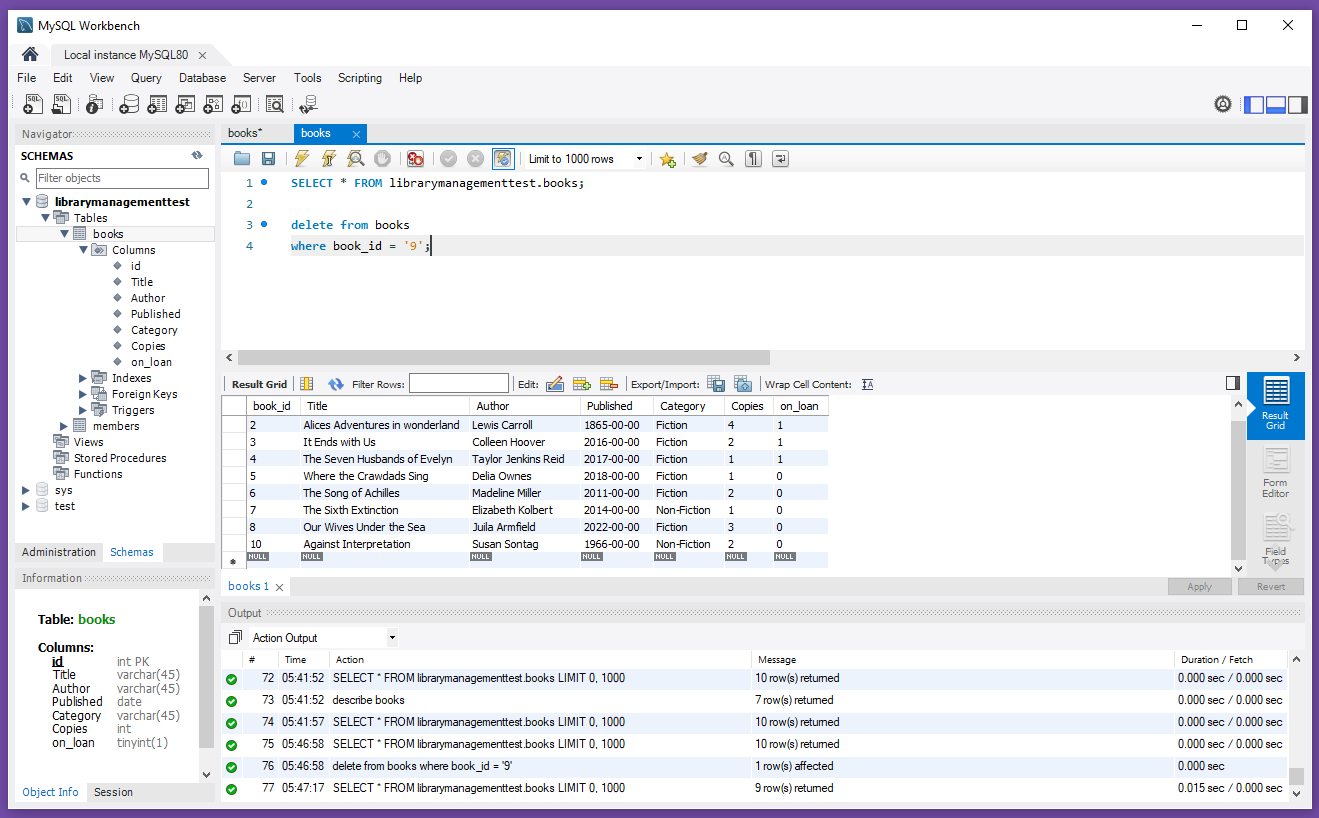 MySQL Workbench
Local instance MySQL80
File Edit View Query Database Server Tools Scripting Help
Navigator
SCHEMAS
Filter objects
librarymanagementtest
Tables
books
Columns
id
Title
Author
Published
Category
Copies
on_loan
Indexes
Foreign Keys
Triggers
members
Views
Stored Procedures
Functions
sys
test
Administration Schemas
Information
Table: books
Columns:
id int PK
Title varchar(45)
Author varchar(45)
Published date
Category varchar(45)
Copies int
on_loan tinyint(1)
Object Info Session
books* books
Limit to 1000 rows
1 SELECT * FROM librarymanagementtest.books;
2
3 delete from books
4 where book_id = '9';
Result Grid Filter Rows: Edit: Export/Import: Wrap Cell Content:
book_id Title Author Published Category Copies on_loan
2 Alices Adventures in wonderland Lewis Carroll 1865-00-00 Fiction 4 1
3 It Ends with Us Colleen Hoover 2016-00-00 Fiction 2 1
4 The Seven Husbands of Evelyn Taylor Jenkins Reid 2017-00-00 Fiction 1 1
5 Where the Crawdads Sing Delia Ownes 2018-00-00 Fiction 1 0
6 The Song of Achilles Madeline Miller 2011-00-00 Fiction 2 0
7 The Sixth Extinction Elizabeth Kolbert 2014-00-00 Non-Fiction 1 0
8 Our Wives Under the Sea Juila Armfield 2022-00-00 Fiction 3 0
10 Against Interpretation Susan Sontag 1966-00-00 Non-Fiction 2 0
NULL NULL NULL NULL NULL NULL NULL
Result
Grid
Form
Editor
Field
Types
books 1
Apply Revert
Output
Action Output
# Time Action Message Duration / Fetch
72 05:41:52 SELECT * FROM librarymanagementtest.books LIMIT 0, 1000 10 row(s) returned 0.000 sec / 0.000 sec
73 05:41:52 describe books 7 row(s) returned 0.000 sec / 0.000 sec
74 05:41:57 SELECT * FROM librarymanagementtest.books LIMIT 0, 1000 10 row(s) returned 0.000 sec / 0.000 sec
75 05:46:58 SELECT * FROM librarymanagementtest.books LIMIT 0, 1000 10 row(s) returned 0.000 sec / 0.000 sec
76 05:46:58 delete from books where book_id = '9' 1 row(s) affected 0.000 sec
77 05:47:17 SELECT * FROM librarymanagementtest.books LIMIT 0, 1000 9 row(s) returned 0.015 sec / 0.000 sec